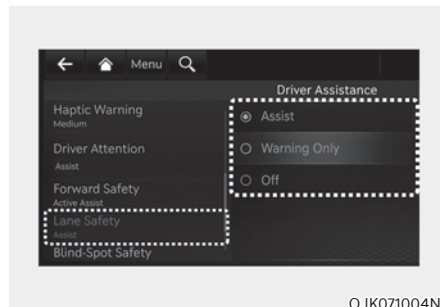 Menu
Driver Assistance
Haptic Warning
Medium
Driver Attention
Assist
Forward Safety
Active Assist
Lane Safety
Assist
Blind-Spot Safety
Assist
Warning Only
Off
OJK071004N